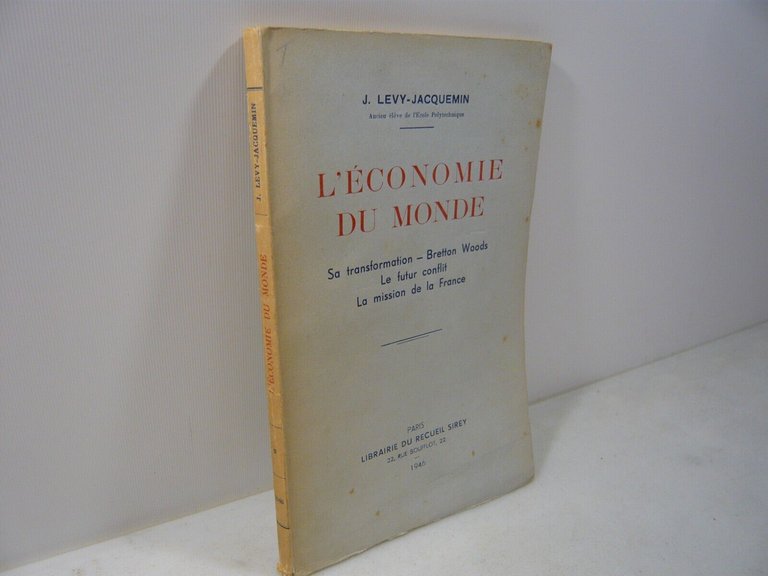 J. LEVY-JACQUEMIN
Ancien élève de l'École Polytechnique
L'ÉCONOMIE
DU MONDE
Sa transformation — Bretton Woods
Le futur conflit
La mission de la France
PARIS
LIBRAIRIE DU RECUEIL SIREY
22, RUE SOUFFLOT, 22
1946
J. LEVY-JACQUEMIN
L'ÉCONOMIE DU MONDE